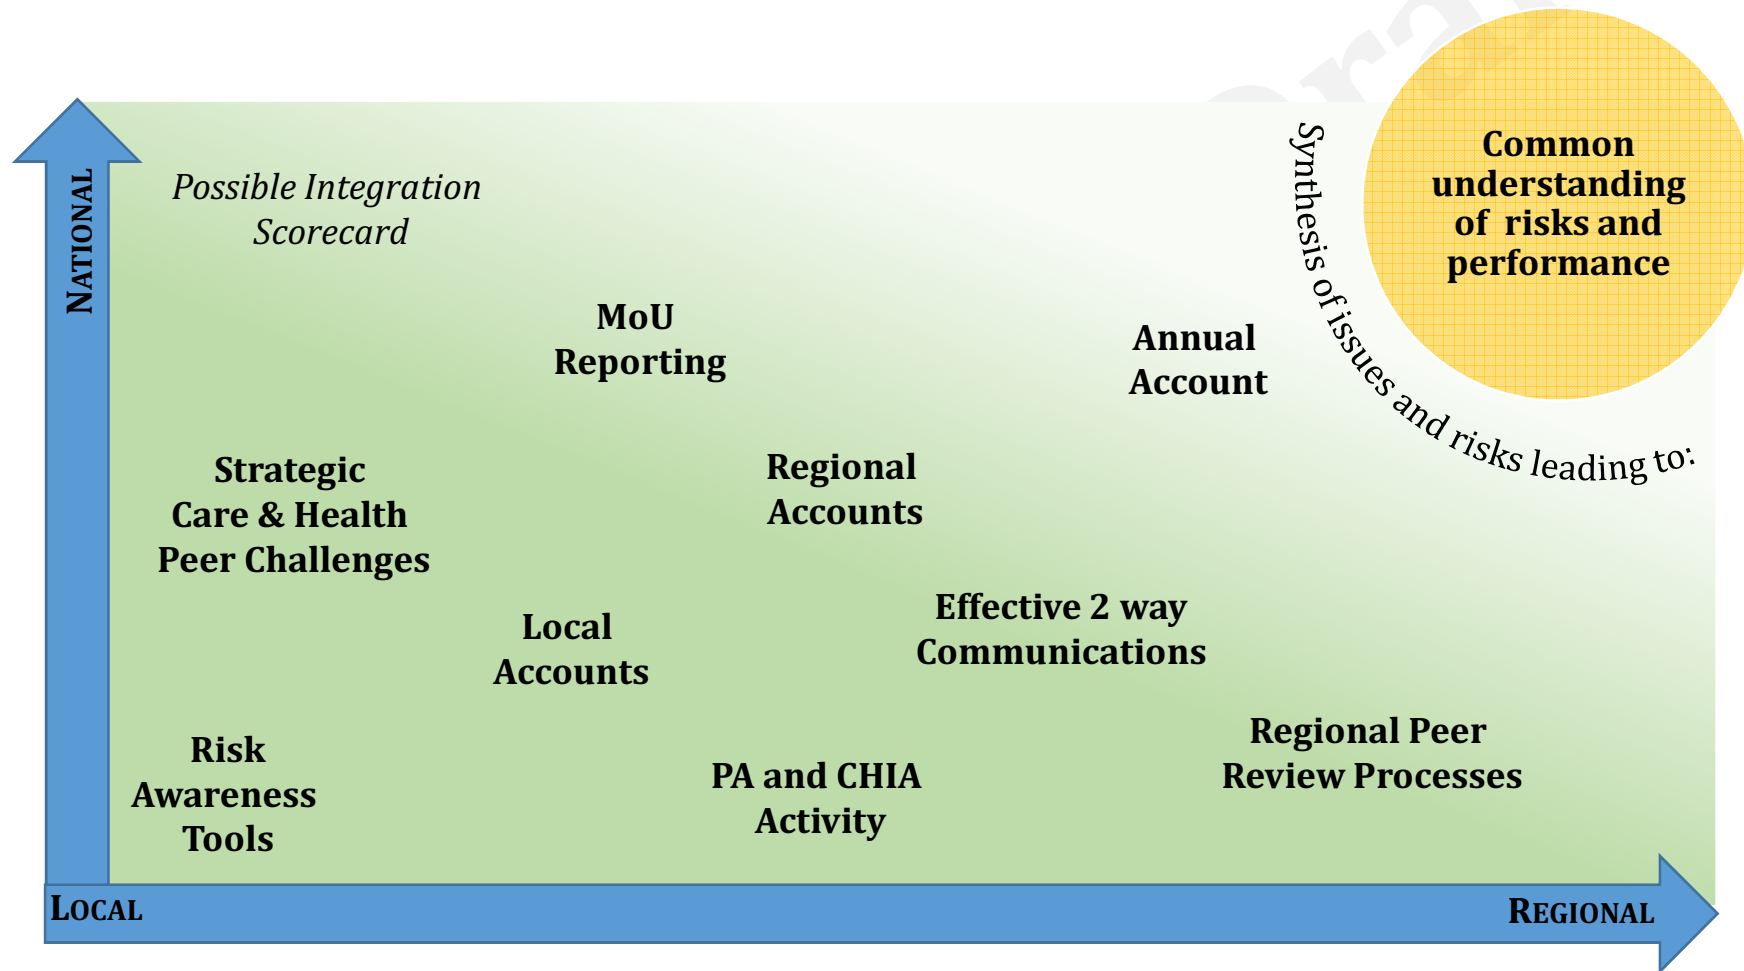 NATIONAL
Possible Integration
Scorecard
MoU
Reporting
Annual
Account
Synthesis of issues and risks leading to:
Common
understanding
of risks and
performance
Strategic
Care & Health
Peer Challenges
Regional
Accounts
Local
Accounts
Effective 2 way
Communications
Risk
Awareness
Tools
PA and CHIA
Activity
Regional Peer
Review Processes
LOCAL
REGIONAL